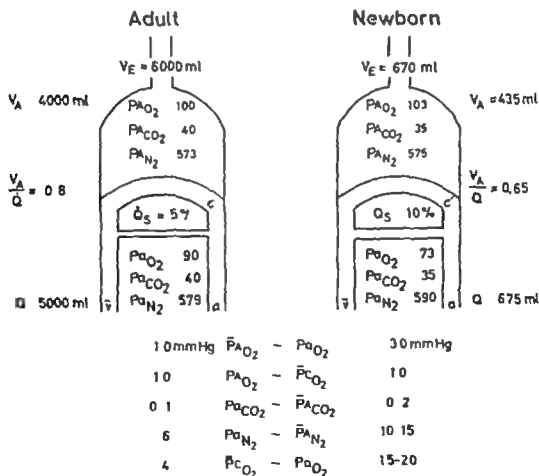 Adult Newborn
V_E = 6000 ml V_E = 670 ml
V_A 4000 ml PA_O2 100 PA_O2 103 V_A = 435 ml
PA_CO2 40 PA_CO2 35
PA_N2 573 PA_N2 575
V_A/Q = 0 8 V_A/Q = 0,65
c c
Q̇_S = 5% Q_S 10%
Pa_O2 90 Pa_O2 73
Pa_CO2 40 Pa_CO2 35
Q 5000 ml v̄ Pa_N2 579 a v̄ Pa_N2 590 a Q 675 ml
10 mmHg P̄A_O2 - Pa_O2 30 mmHg
10 PA_O2 - P̄c_O2 10
0 1 Pa_CO2 - P̄A_CO2 0 2
6 Pa_N2 - P̄A_N2 10 15
4 P̄c_O2 - Pa_O2 15-20